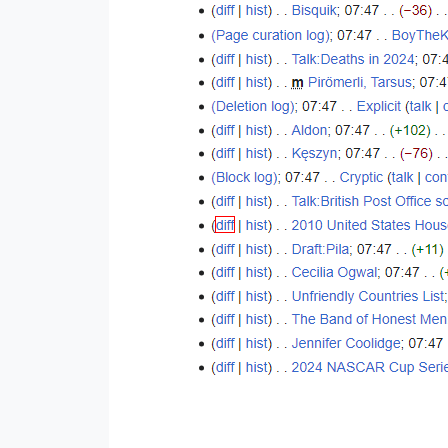 (diff | hist) . . Bisquik; 07:47 . . (−36) . .
(Page curation log); 07:47 . . BoyTheK
(diff | hist) . . Talk:Deaths in 2024; 07:4
(diff | hist) . . m Pirömerli, Tarsus; 07:4
(Deletion log); 07:47 . . Explicit (talk | c
(diff | hist) . . Aldon; 07:47 . . (+102) . .
(diff | hist) . . Kęszyn; 07:47 . . (−76) . .
(Block log); 07:47 . . Cryptic (talk | con
(diff | hist) . . Talk:British Post Office sc
(diff | hist) . . 2010 United States Hous
(diff | hist) . . Draft:Pila; 07:47 . . (+11)
(diff | hist) . . Cecilia Ogwal; 07:47 . . (+
(diff | hist) . . Unfriendly Countries List;
(diff | hist) . . The Band of Honest Men
(diff | hist) . . Jennifer Coolidge; 07:47
(diff | hist) . . 2024 NASCAR Cup Serie